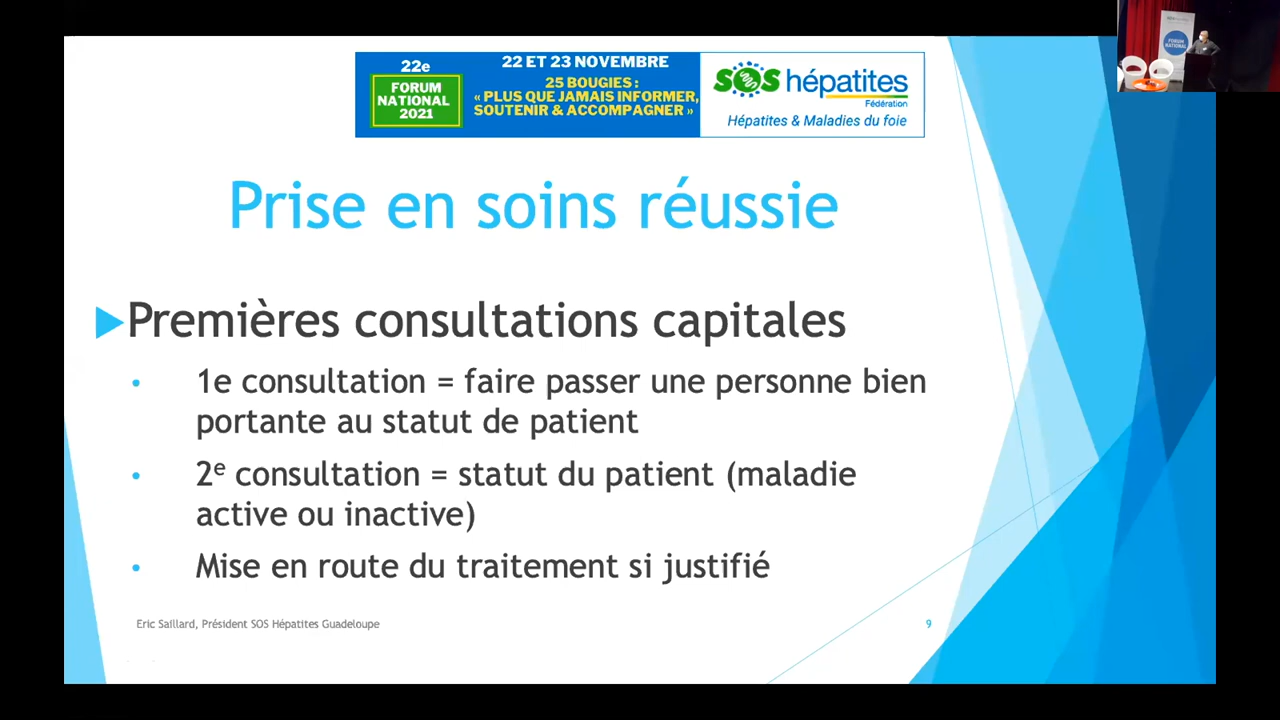 22e
FORUM
NATIONAL
2021
22 ET 23 NOVEMBRE
25 BOUGIES :
« PLUS QUE JAMAIS INFORMER,
SOUTENIR & ACCOMPAGNER »
SOS hépatites
Fédération
Hépatites & Maladies du foie
FORUM
NATIONAL
Prise en soins réussie
Premières consultations capitales
• 1e consultation = faire passer une personne bien
portante au statut de patient
• 2e consultation = statut du patient (maladie
active ou inactive)
• Mise en route du traitement si justifié
Eric Saillard, Président SOS Hépatites Guadeloupe
9